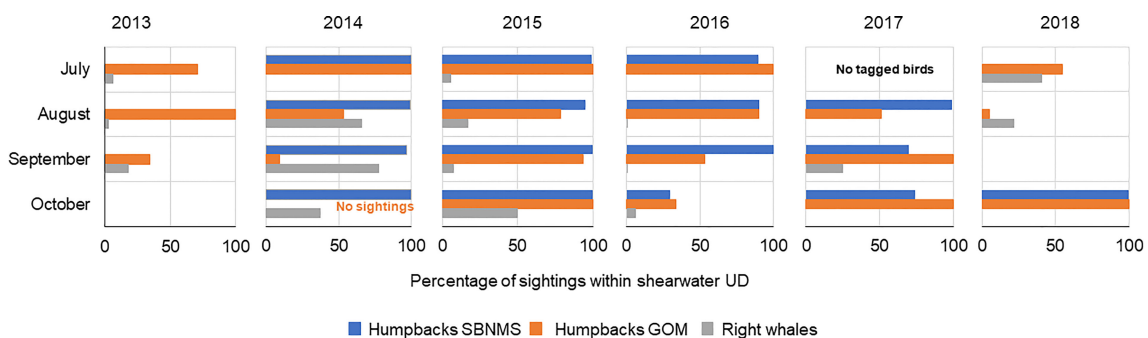 2013 2014 2015 2016 2017 2018
July
No tagged birds
August
September
October
No sightings
0 50 100 0 50 100 0 50 100 0 50 100 0 50 100 0 50 100
Percentage of sightings within shearwater UD
Humpbacks SBNMS Humpbacks GOM Right whales